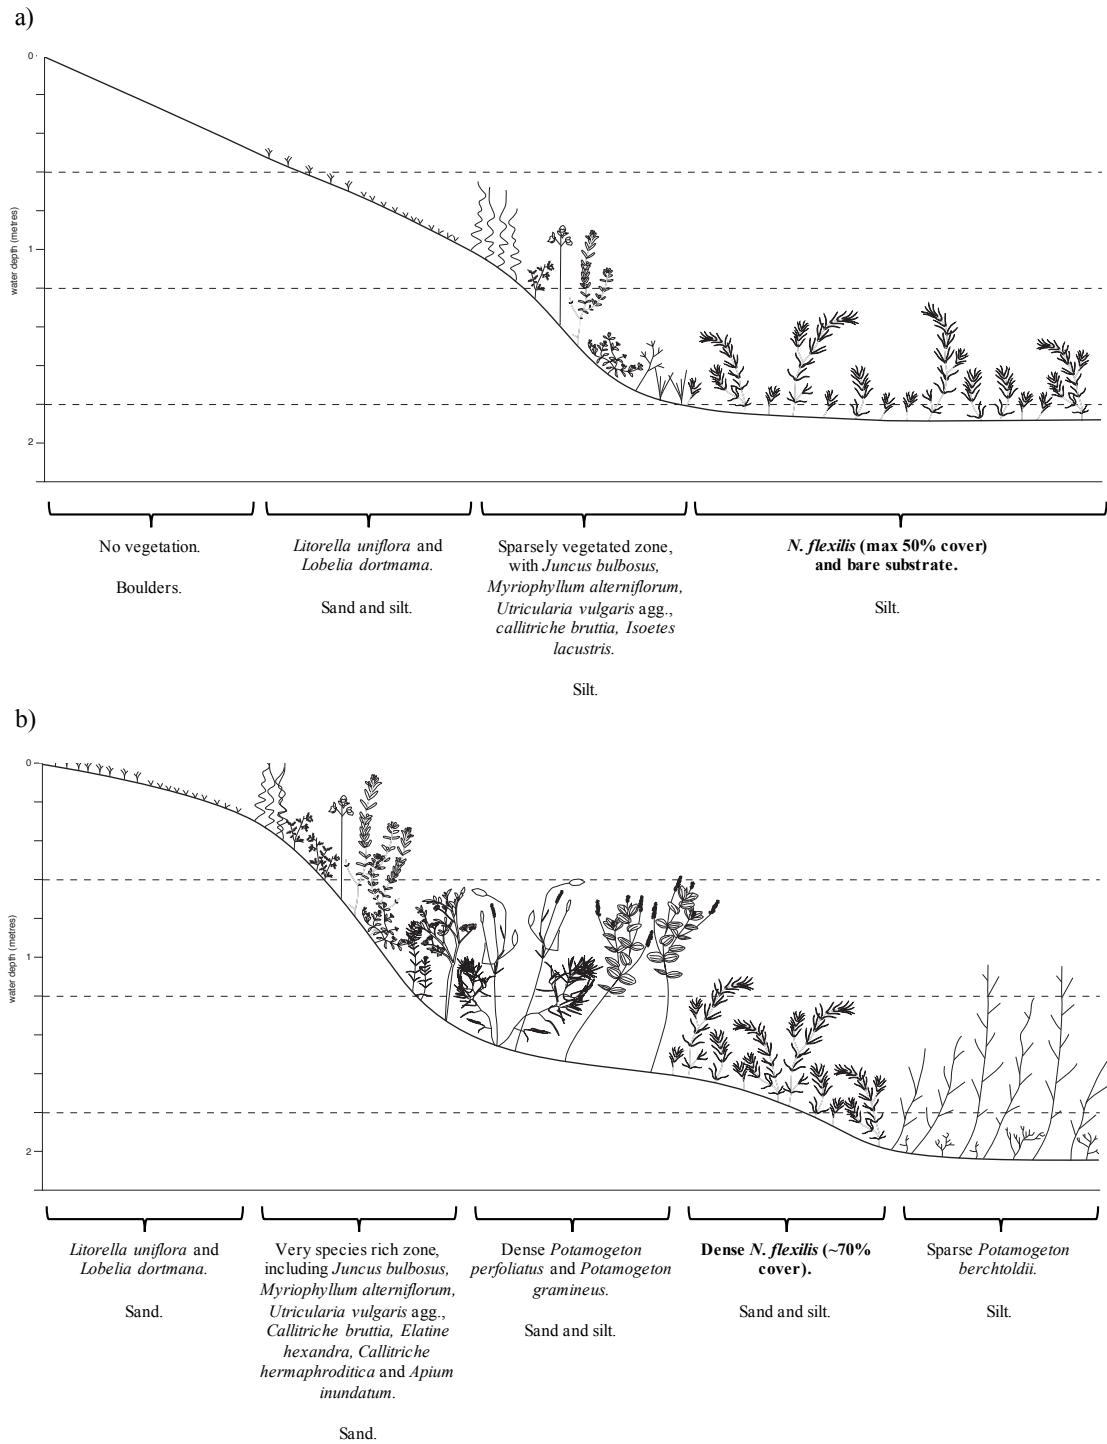 a)
0
water depth (metres)
1
2
No vegetation.
Boulders.
Litorella uniflora and
Lobelia dortmama.
Sand and silt.
Sparsely vegetated zone,
with Juncus bulbosus,
Myriophyllum alterniflorum,
Utricularia vulgaris agg.,
callitriche bruttia, Isoetes
lacustris.
Silt.
N. flexilis (max 50% cover)
and bare substrate.
Silt.
b)
0
water depth (metres)
1
2
Litorella uniflora and
Lobelia dortmana.
Sand.
Very species rich zone,
including Juncus bulbosus,
Myriophyllum alterniflorum,
Utricularia vulgaris agg.,
Callitriche bruttia, Elatine
hexandra, Callitriche
hermaphroditica and Apium
inundatum.
Sand.
Dense Potamogeton
perfoliatus and Potamogeton
gramineus.
Sand and silt.
Dense N. flexilis (~70%
cover).
Sand and silt.
Sparse Potamogeton
berchtoldii.
Silt.